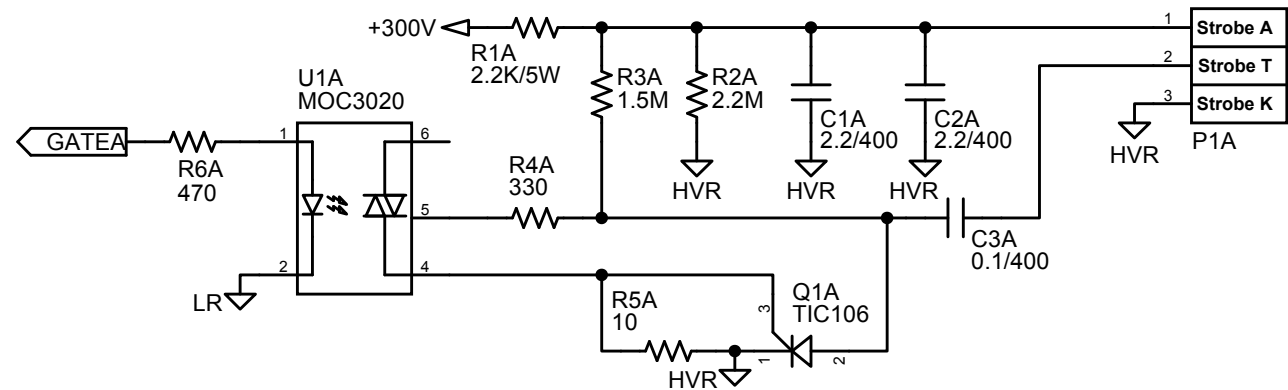 +300V
R1A
2.2K/5W
R3A
1.5M
R2A
2.2M
C1A
2.2/400
C2A
2.2/400
HVR
HVR
HVR
1
Strobe A
2
Strobe T
3
Strobe K
HVR
P1A
U1A
MOC3020
GATEA
R6A
470
1
2
6
5
4
LR
R4A
330
C3A
0.1/400
R5A
10
HVR
Q1A
TIC106
3
1
2